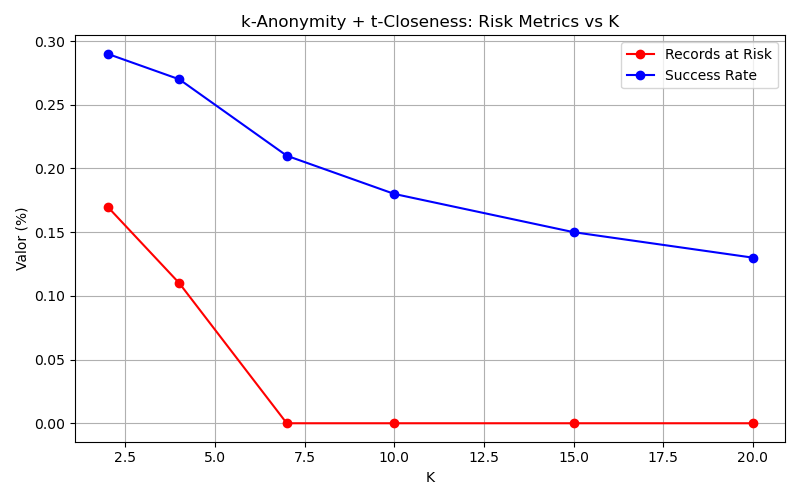 k-Anonymity + t-Closeness: Risk Metrics vs K
Records at Risk
Success Rate
Valor (%)
0.30
0.25
0.20
0.15
0.10
0.05
0.00
2.5 5.0 7.5 10.0 12.5 15.0 17.5 20.0
K